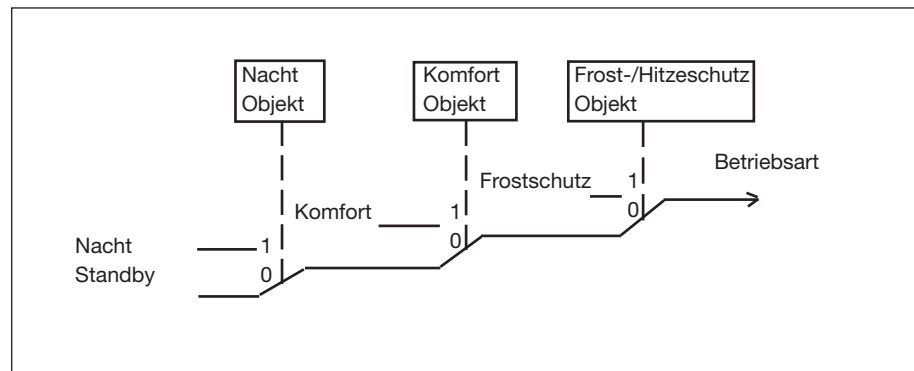 Nacht
Objekt
Komfort
Objekt
Frost-/Hitzeschutz
Objekt
Betriebsart
Frostschutz 1
0
Komfort 1
0
Nacht 1
Standby 0